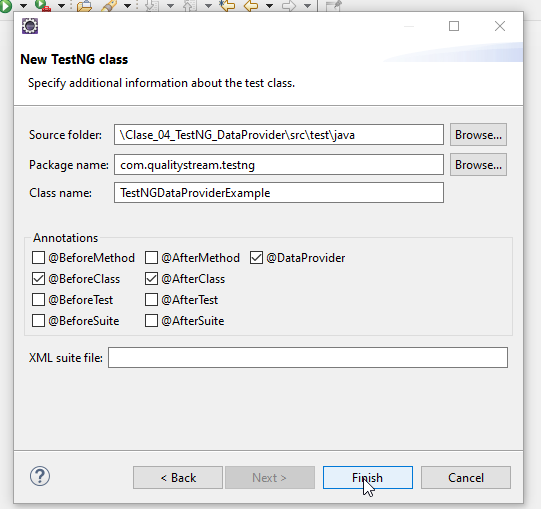 New TestNG class
Specify additional information about the test class.
Source folder: \Clase_04_TestNG_DataProvider\src\test\java Browse...
Package name: com.qualitystream.testng Browse...
Class name: TestNGDataProviderExample
Annotations
@BeforeMethod @AfterMethod @DataProvider
@BeforeClass @AfterClass
@BeforeTest @AfterTest
@BeforeSuite @AfterSuite
XML suite file:
? < Back Next > Finish Cancel